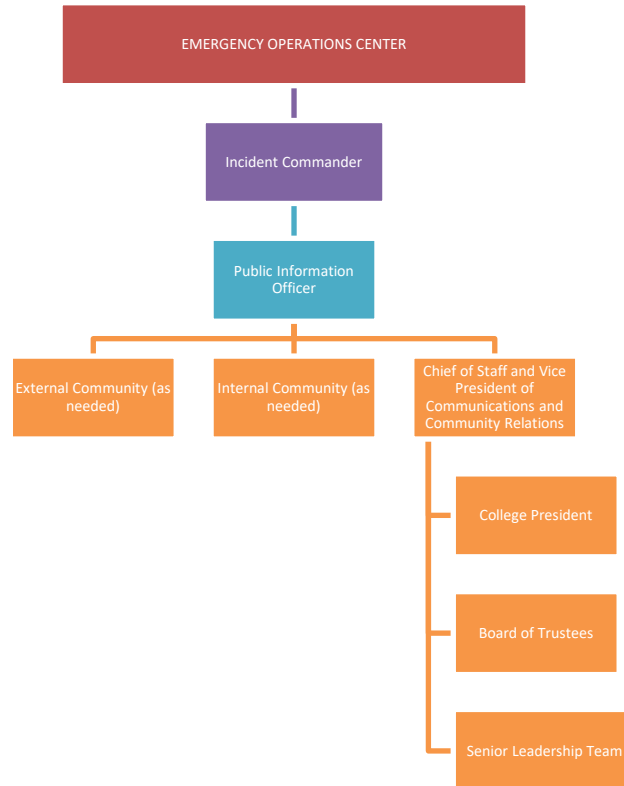 EMERGENCY OPERATIONS CENTER
Incident Commander
Public Information
Officer
External Community (as
needed)
Internal Community (as
needed)
Chief of Staff and Vice
President of
Communications and
Community Relations
College President
Board of Trustees
Senior Leadership Team